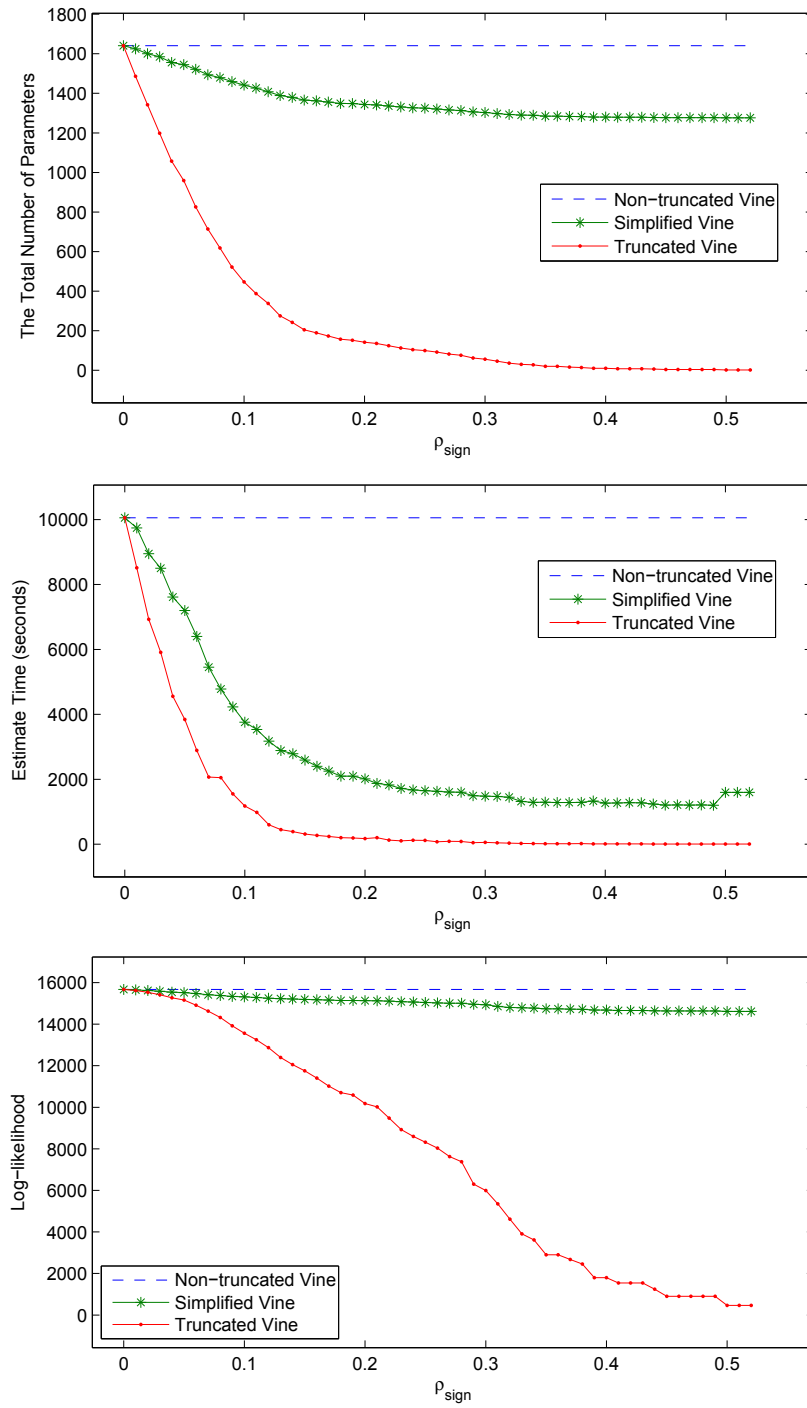 1800
1600
1400
1200
1000
800
600
400
200
0
The Total Number of Parameters
Non−truncated Vine
Simplified Vine
Truncated Vine
0 0.1 0.2 0.3 0.4 0.5
ρsign
10000
8000
6000
4000
2000
0
Estimate Time (seconds)
Non−truncated Vine
Simplified Vine
Truncated Vine
0 0.1 0.2 0.3 0.4 0.5
ρsign
16000
14000
12000
10000
8000
6000
4000
2000
0
Log−likelihood
Non−truncated Vine
Simplified Vine
Truncated Vine
0 0.1 0.2 0.3 0.4 0.5
ρsign